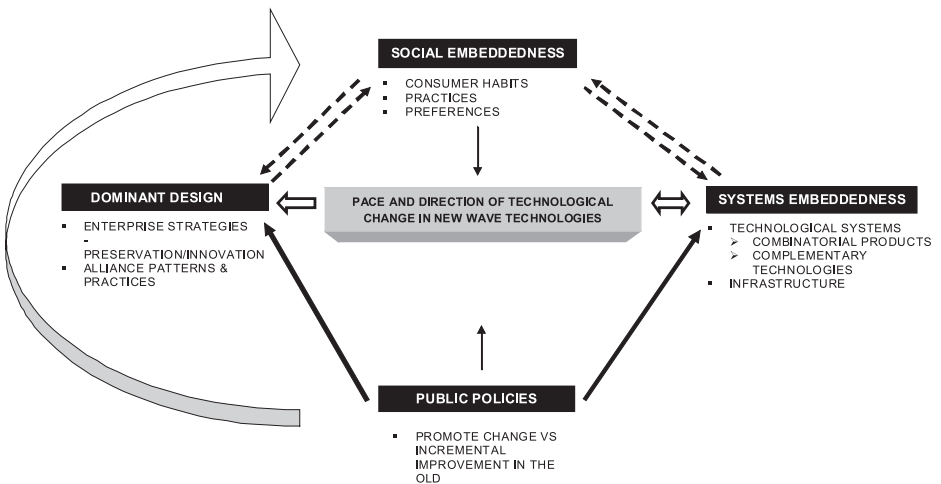 SOCIAL EMBEDDEDNESS
▪ CONSUMER HABITS
▪ PRACTICES
▪ PREFERENCES
DOMINANT DESIGN
▪ ENTERPRISE STRATEGIES
-
PRESERVATION/INNOVATION
▪ ALLIANCE PATTERNS &
PRACTICES
PACE AND DIRECTION OF TECHNOLOGICAL
CHANGE IN NEW WAVE TECHNOLOGIES
SYSTEMS EMBEDDEDNESS
▪ TECHNOLOGICAL SYSTEMS
➢ COMBINATORIAL PRODUCTS
➢ COMPLEMENTARY
TECHNOLOGIES
▪ INFRASTRUCTURE
PUBLIC POLICIES
▪ PROMOTE CHANGE VS
INCREMENTAL
IMPROVEMENT IN THE
OLD